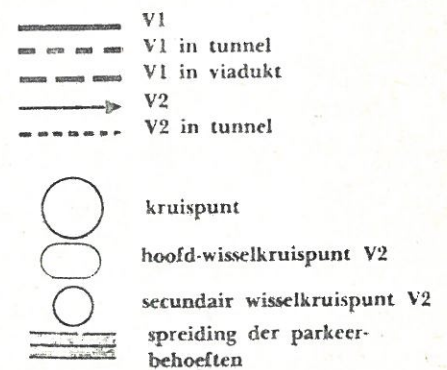 V1
V1 in tunnel
V1 in viadukt
V2
V2 in tunnel
kruispunt
hoofd-wisselkruispunt V2
secundair wisselkruispunt V2
spreiding der parkeer-
behoeften